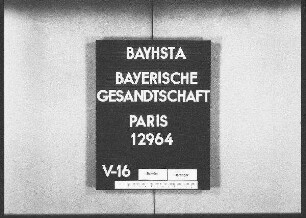 BAYHSTA
BAYERISCHE
GESANDTSCHAFT
PARIS
12964
V-16